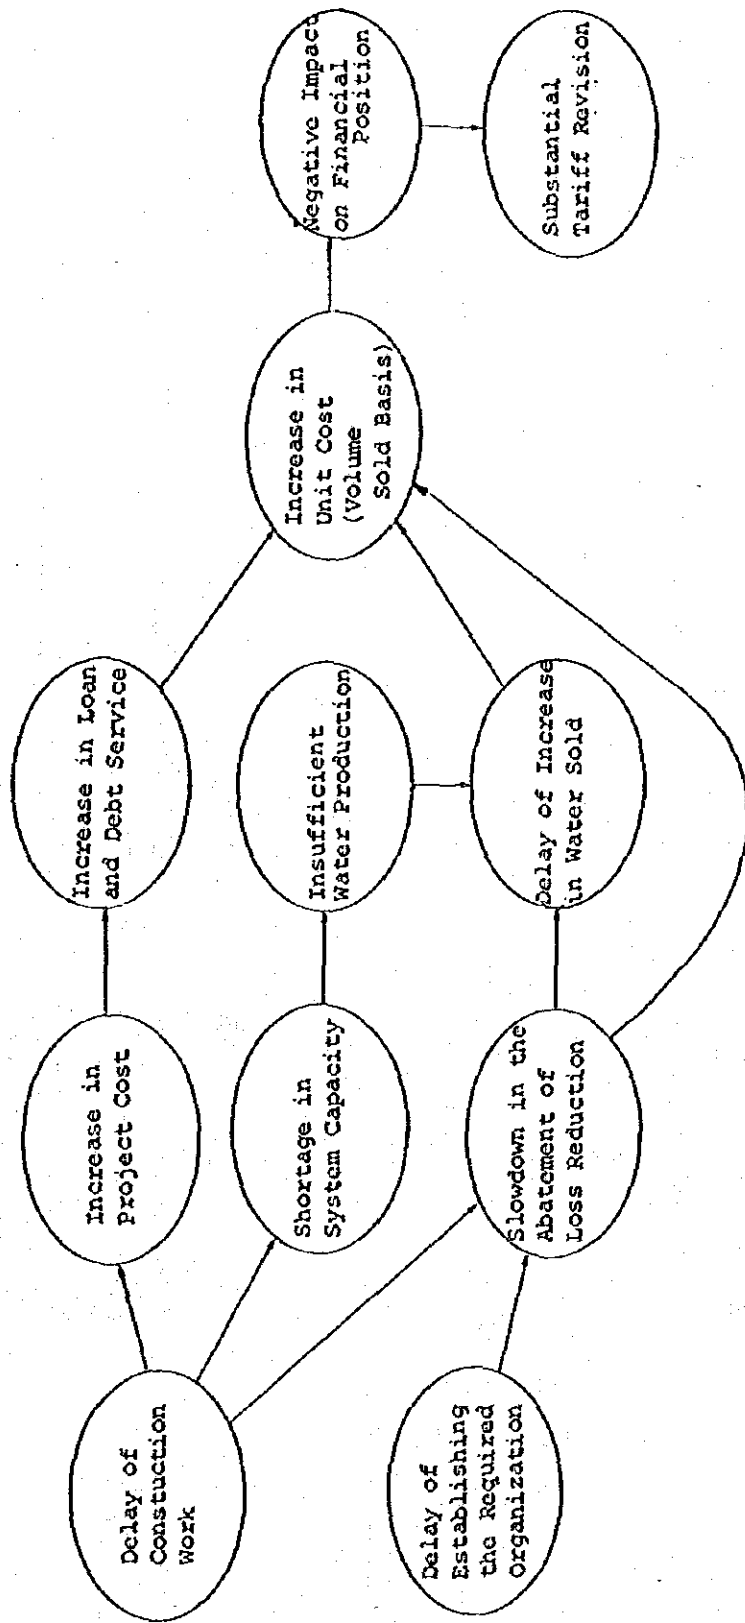 Delay of
Constuction
Work
Delay of
Establishing
the Required
Organization
Increase in
Project Cost
Shortage in
System Capacity
Slowdown in the
Abatement of
Loss Reduction
Increase in Loan
and Debt Service
Insufficient
Water Production
Delay of Increase
in Water Sold
Increase in
Unit Cost
(Volume
Sold Basis)
Negative Impact
on Financial
Position
Substantial
Tariff Revision